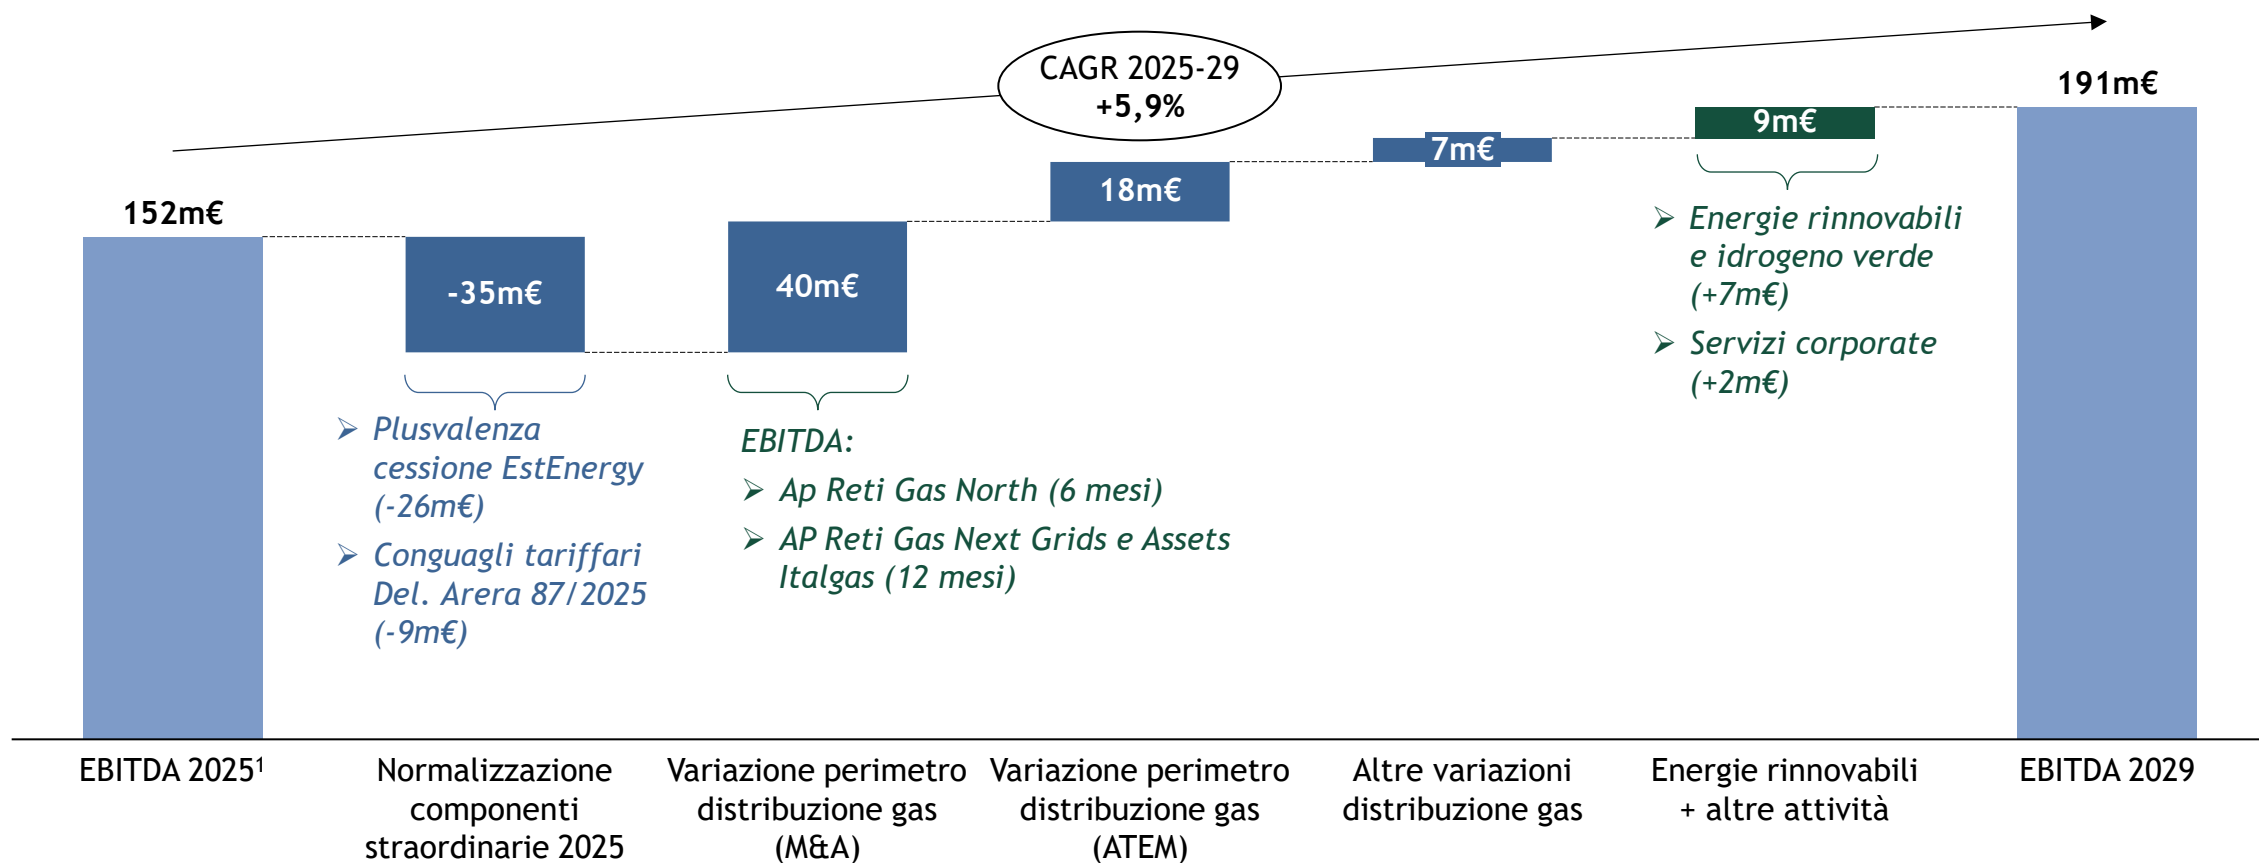 CAGR 2025-29
+5,9%
152m€
-35m€
40m€
18m€
7m€
9m€
191m€
➢ Plusvalenza
cessione EstEnergy
(-26m€)
➢ Conguagli tariffari
Del. Arera 87/2025
(-9m€)
EBITDA:
➢ Ap Reti Gas North (6 mesi)
➢ AP Reti Gas Next Grids e Assets
Italgas (12 mesi)
➢ Energie rinnovabili
e idrogeno verde
(+7m€)
➢ Servizi corporate
(+2m€)
EBITDA 2025¹
Normalizzazione
componenti
straordinarie 2025
Variazione perimetro
distribuzione gas
(M&A)
Variazione perimetro
distribuzione gas
(ATEM)
Altre variazioni
distribuzione gas
Energie rinnovabili
+ altre attività
EBITDA 2029